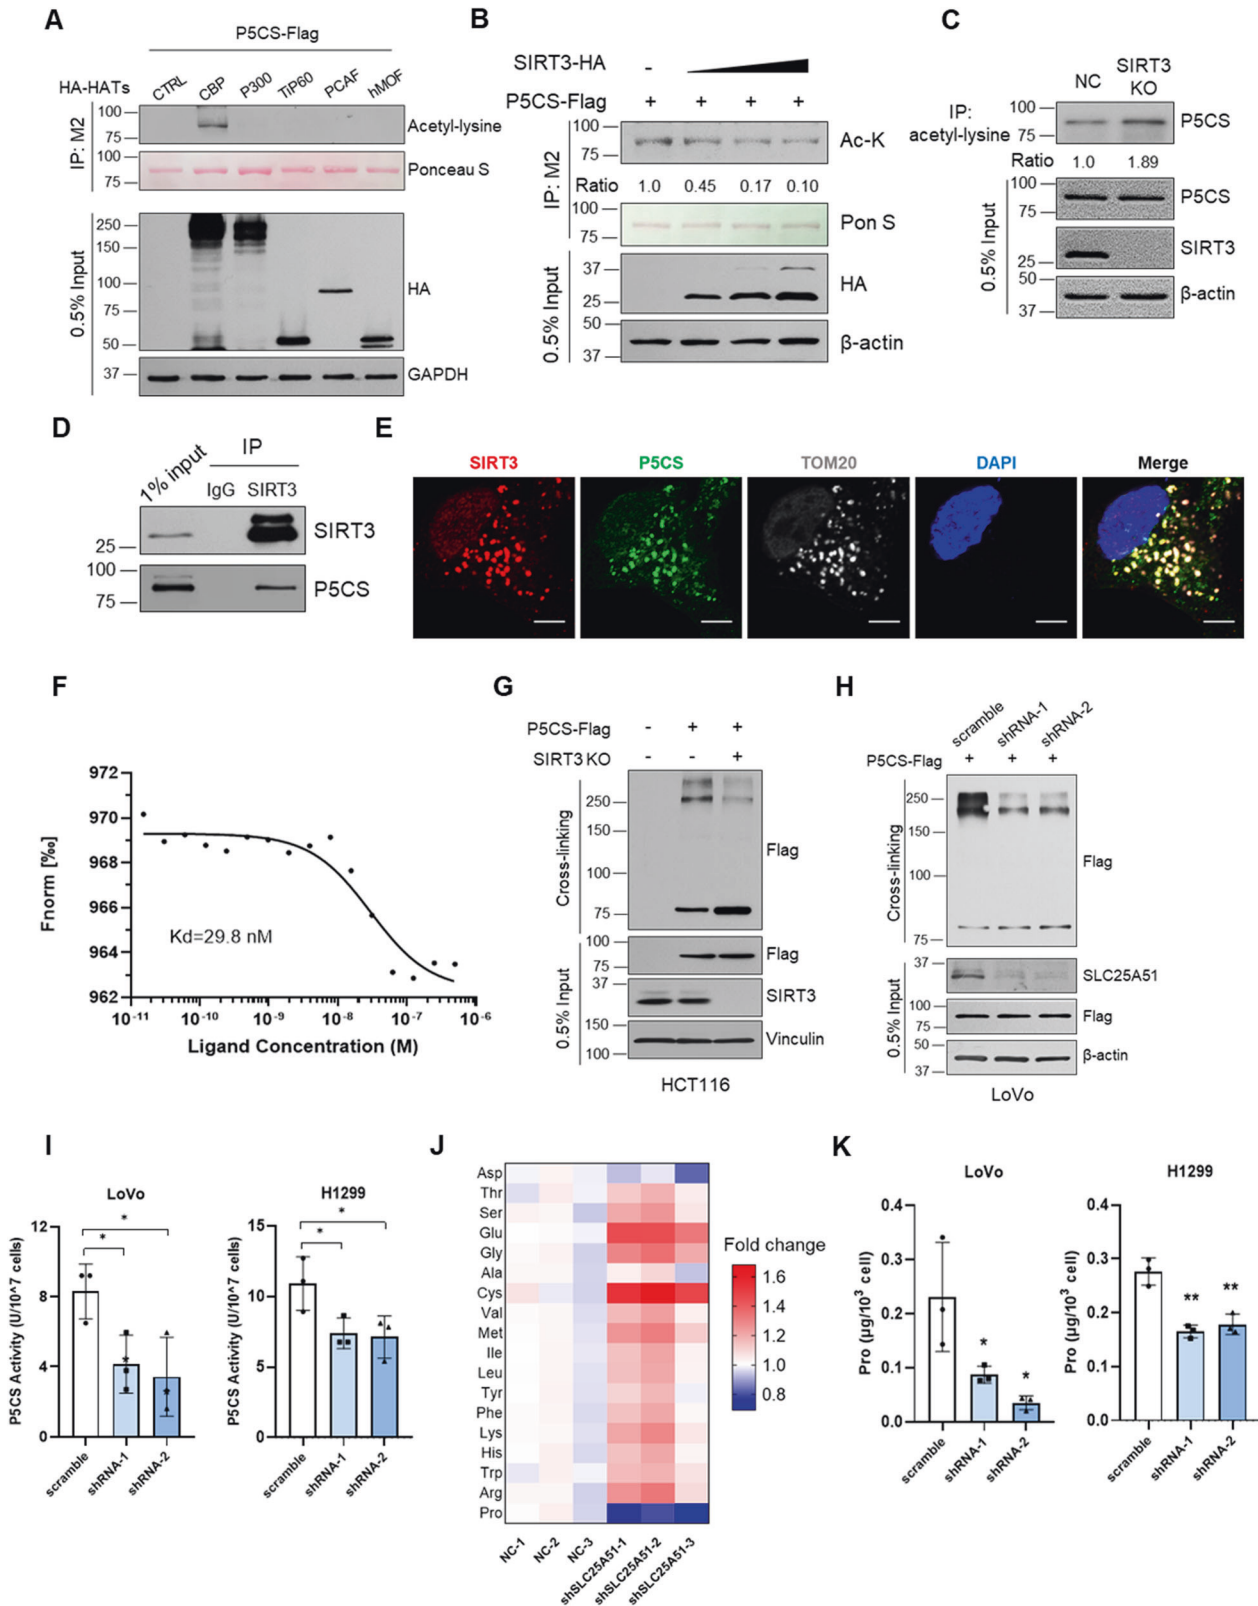 A
P5CS-Flag
HA-HATs
CTRL
CBP
P300
TiP60
PCAF
hMOF
IP: M2
100
75
Acetyl-lysine
100
75
Ponceau S
0.5% Input
250
150
100
75
50
HA
37
GAPDH
B
SIRT3-HA
-
P5CS-Flag
+ + + +
IP: M2
100
75
Ac-K
Ratio 1.0 0.45 0.17 0.10
100
75
Pon S
0.5% Input
37
25
HA
50
37
β-actin
C
NC
SIRT3
KO
IP:
acetyl-lysine
100
75
P5CS
Ratio 1.0 1.89
0.5% Input
100
75
P5CS
25
SIRT3
50
37
β-actin
D
1% input
IP
IgG SIRT3
25
SIRT3
100
75
P5CS
E
SIRT3 P5CS TOM20 DAPI Merge
F
Fnorm [‰]
972
970
968
966
964
962
Kd=29.8 nM
10-11 10-10 10-9 10-8 10-7 10-6
Ligand Concentration (M)
G
P5CS-Flag - + +
SIRT3 KO - - +
Cross-linking
250
150
100
75
Flag
0.5% Input
100
75
Flag
37
SIRT3
150
100
Vinculin
HCT116
H
scramble
shRNA-1
shRNA-2
P5CS-Flag + + +
Cross-linking
250
150
100
75
Flag
0.5% Input
37
SLC25A51
100
75
Flag
50
37
β-actin
LoVo
I
LoVo
P5CS Activity (U/10^7 cells)
12
8
4
0
*
*
scramble
shRNA-1
shRNA-2
H1299
P5CS Activity (U/10^7 cells)
15
10
5
0
*
*
scramble
shRNA-1
shRNA-2
J
Asp
Thr
Ser
Glu
Gly
Ala
Cys
Val
Met
Ile
Leu
Tyr
Phe
Lys
His
Trp
Arg
Pro
NC-1
NC-2
NC-3
shSLC25A51-1
shSLC25A51-2
shSLC25A51-3
Fold change
1.6
1.4
1.2
1.0
0.8
K
LoVo
Pro (μg/10³ cell)
0.4
0.3
0.2
0.1
0.0
*
*
scramble
shRNA-1
shRNA-2
H1299
Pro (μg/10³ cell)
0.4
0.3
0.2
0.1
0.0
**
**
scramble
shRNA-1
shRNA-2